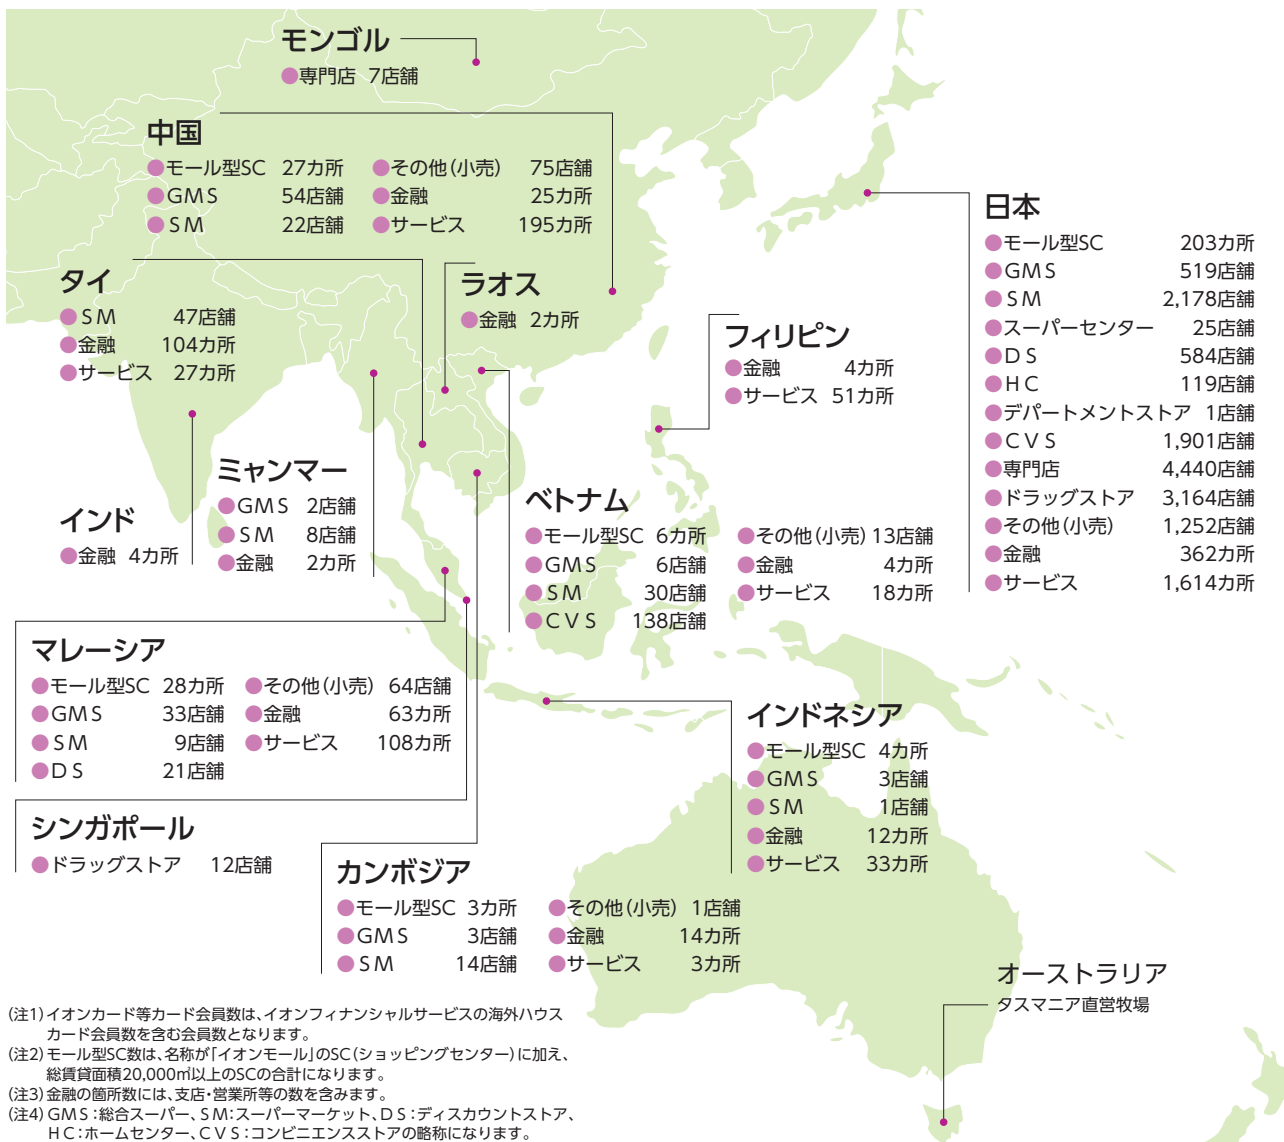 モンゴル
●専門店 7店舗
中国
●モール型SC 27カ所
●GMS 54店舗
●SM 22店舗
●その他(小売) 75店舗
●金融 25カ所
●サービス 195カ所
タイ
●SM 47店舗
●金融 104カ所
●サービス 27カ所
ラオス
●金融 2カ所
フィリピン
●金融 4カ所
●サービス 51カ所
日本
●モール型SC 203カ所
●GMS 519店舗
●SM 2,178店舗
●スーパーセンター 25店舗
●DS 584店舗
●HC 119店舗
●デパートメントストア 1店舗
●CVS 1,901店舗
●専門店 4,440店舗
●ドラッグストア 3,164店舗
●その他(小売) 1,252店舗
●金融 362カ所
●サービス 1,614カ所
インド
●金融 4カ所
ミャンマー
●GMS 2店舗
●SM 8店舗
●金融 2カ所
ベトナム
●モール型SC 6カ所
●GMS 6店舗
●SM 30店舗
●CVS 138店舗
●その他(小売) 13店舗
●金融 4カ所
●サービス 18カ所
マレーシア
●モール型SC 28カ所
●GMS 33店舗
●SM 9店舗
●DS 21店舗
●その他(小売) 64店舗
●金融 63カ所
●サービス 108カ所
シンガポール
●ドラッグストア 12店舗
カンボジア
●モール型SC 3カ所
●GMS 3店舗
●SM 14店舗
●その他(小売) 1店舗
●金融 14カ所
●サービス 3カ所
インドネシア
●モール型SC 4カ所
●GMS 3店舗
●SM 1店舗
●金融 12カ所
●サービス 33カ所
オーストラリア
タスマニア直営牧場
(注1)イオンカード等カード会員数は、イオンフィナンシャルサービスの海外ハウス
カード会員数を含む会員数となります。
(注2)モール型SC数は、名称が「イオンモール」のSC(ショッピングセンター)に加え、
総賃貸面積20,000㎡以上のSCの合計になります。
(注3)金融の箇所数には、支店・営業所等の数を含みます。
(注4)GMS:総合スーパー、SM:スーパーマーケット、DS:ディスカウントストア、
HC:ホームセンター、CVS:コンビニエンスストアの略称になります。